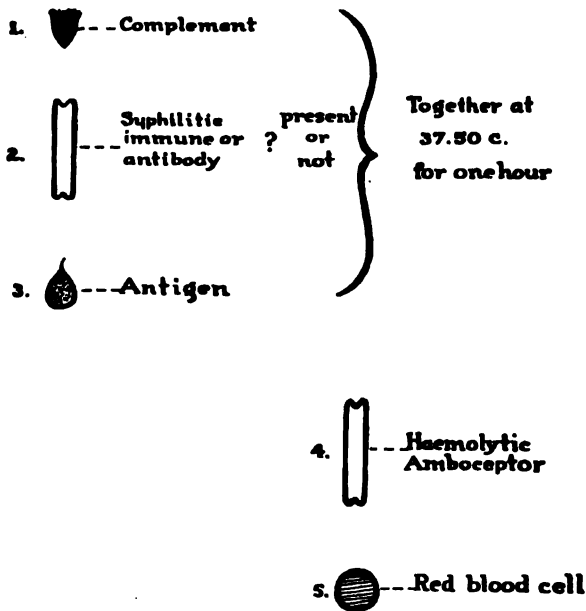 1. Complement
2. Syphilitic
immune or
antibody
? present
or
not
Together at
37.50 c.
for one hour
3. Antigen
4. Haemolytic
Amboceptor
5. Red blood cell